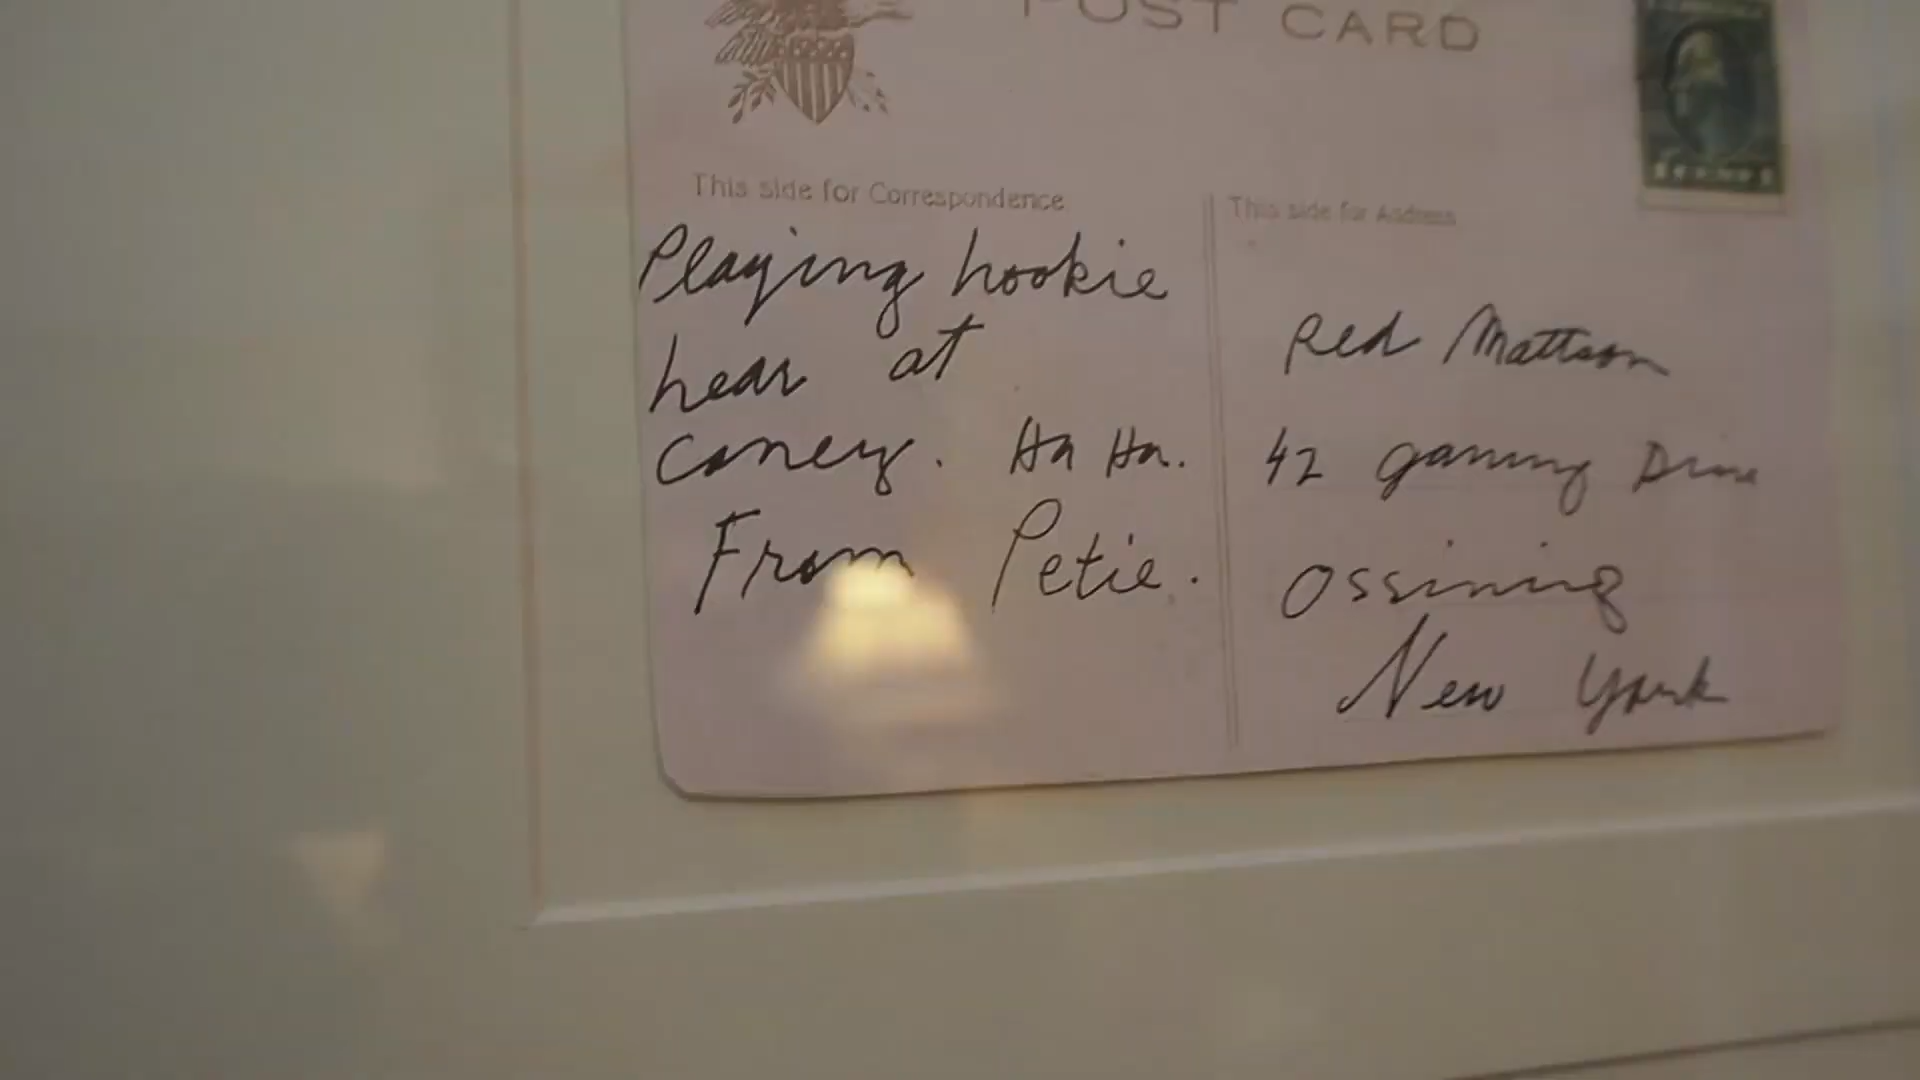 POST CARD
This side for Correspondence
This side for Address
Playing hookie
hear at
Coney. Ha Ha.
From Petie.
Red Mattson
42 Drive
Ossining
New York